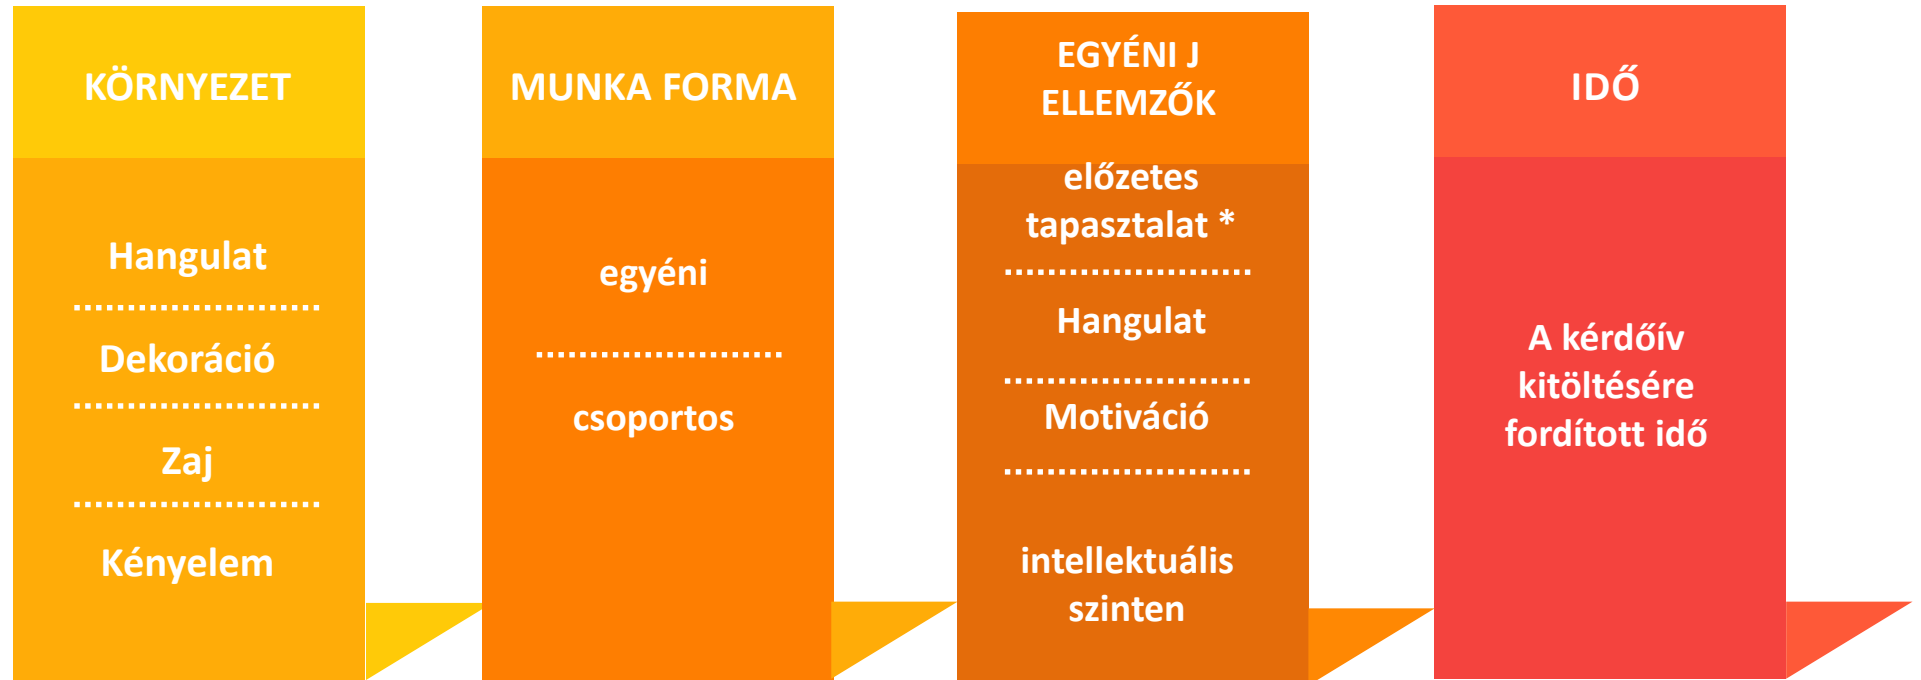 KÖRNYEZET
Hangulat
Dekoráció
Zaj
Kényelem
MUNKA FORMA
egyéni
csoportos
EGYÉNI J
ELLEMZŐK
előzetes
tapasztalat *
Hangulat
Motiváció
intellektuális
szinten
IDŐ
A kérdőív
kitöltésére
fordított idő